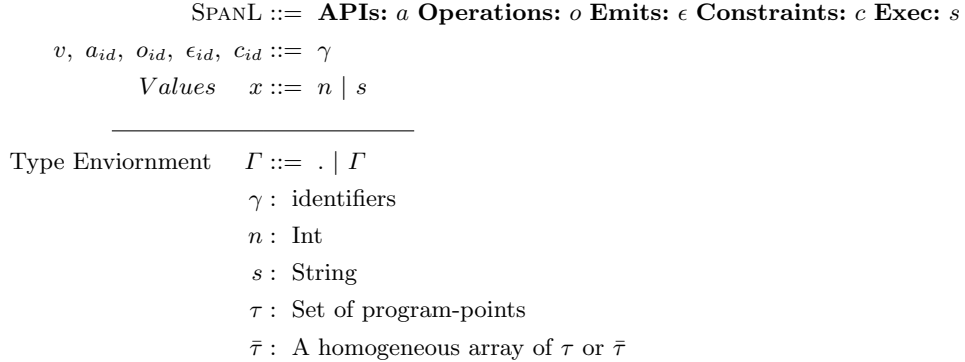 SpanL ::= APIs: a Operations: o Emits: ϵ Constraints: c Exec: s
v, a_id, o_id, ϵ_id, c_id ::= γ
Values x ::= n | s
Type Enviornment Γ ::= . | Γ
γ : identifiers
n : Int
s : String
τ : Set of program-points
τ̄ : A homogeneous array of τ or τ̄